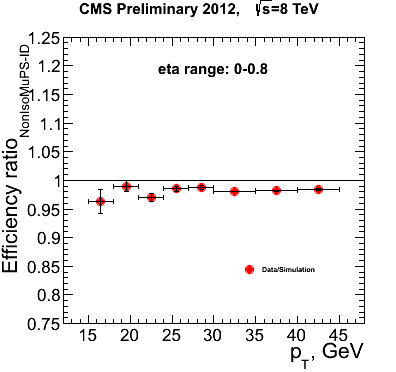 CMS Preliminary 2012, √s=8 TeV
eta range: 0-0.8
Efficiency ratio NonIsoMuPS-ID
1.25
1.2
1.15
1.1
1.05
1
0.95
0.9
0.85
0.8
0.75
Data/Simulation
15 20 25 30 35 40 45
p_T, GeV